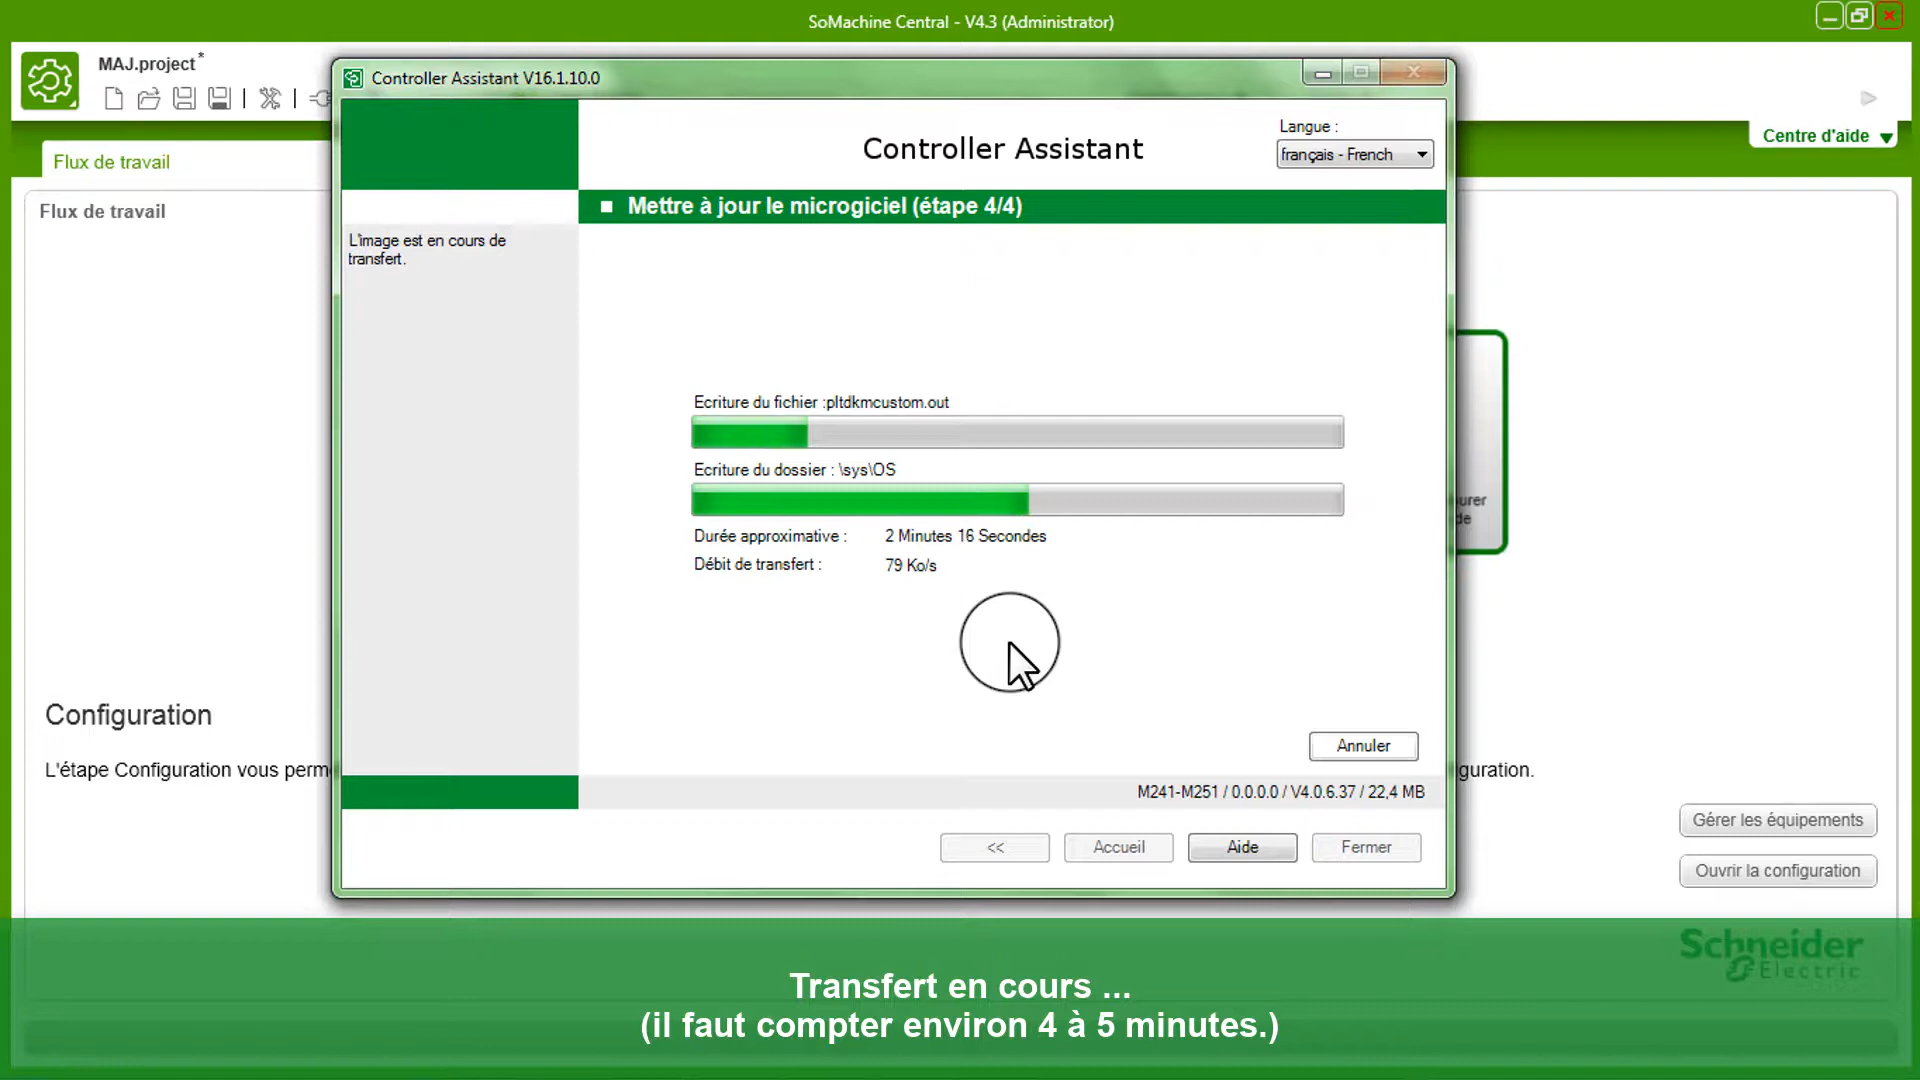 SoMachine Central - V4.3 (Administrator)
MAJ.project*
Controller Assistant V16.1.10.0
Centre d'aide
Flux de travail
Flux de travail
Controller Assistant
Langue :
français - French
Mettre à jour le microgiciel (étape 4/4)
L'image est en cours de
transfert.
Ecriture du fichier :pltdkmcustom.out
Ecriture du dossier : \sys\OS
Durée approximative : 2 Minutes 16 Secondes
Débit de transfert : 79 Ko/s
urer
de
Annuler
Configuration
L'étape Configuration vous perm
guration.
M241-M251 / 0.0.0.0 / V4.0.6.37 / 22,4 MB
<< Accueil Aide Fermer
Gérer les équipements
Ouvrir la configuration
Schneider
Electric
Transfert en cours ...
(il faut compter environ 4 à 5 minutes.)